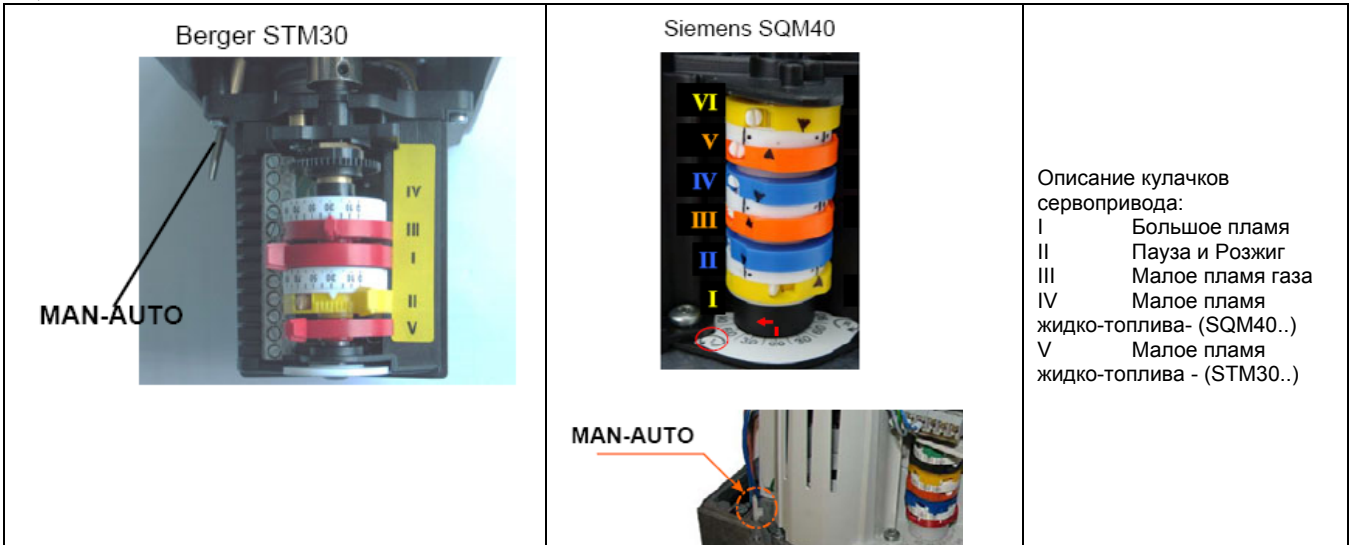 Berger STM30
MAN-AUTO
IV
III
I
II
V
Siemens SQM40
VI
V
IV
III
II
I
MAN-AUTO
Описание кулачков
сервопривода:
I Большое пламя
II Пауза и Розжиг
III Малое пламя газа
IV Малое пламя
жидко-топлива- (SQM40..)
V Малое пламя
жидко-топлива - (STM30..)